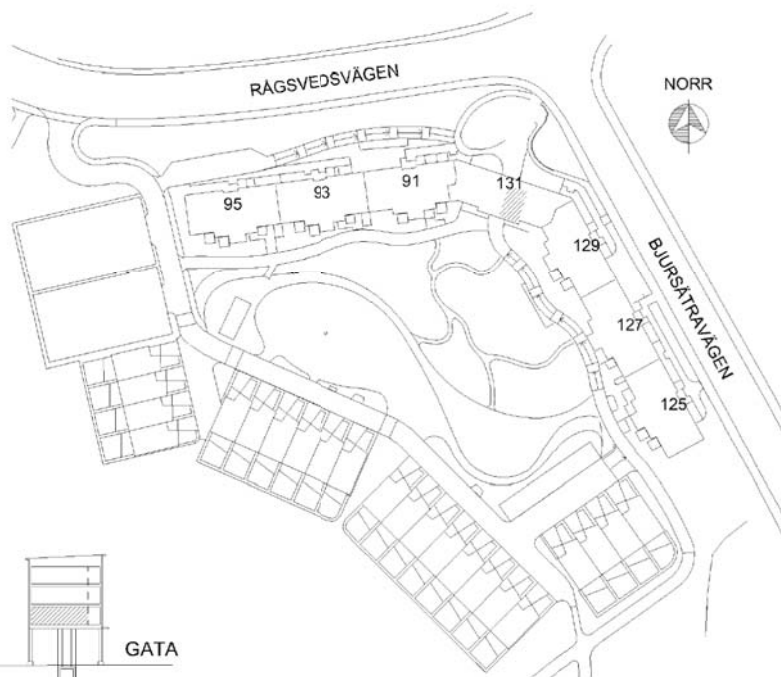 RÅGSVEDSVÄGEN
NORR
95
93
91
131
129
BJURSÄTRAVÄGEN
127
125
GATA